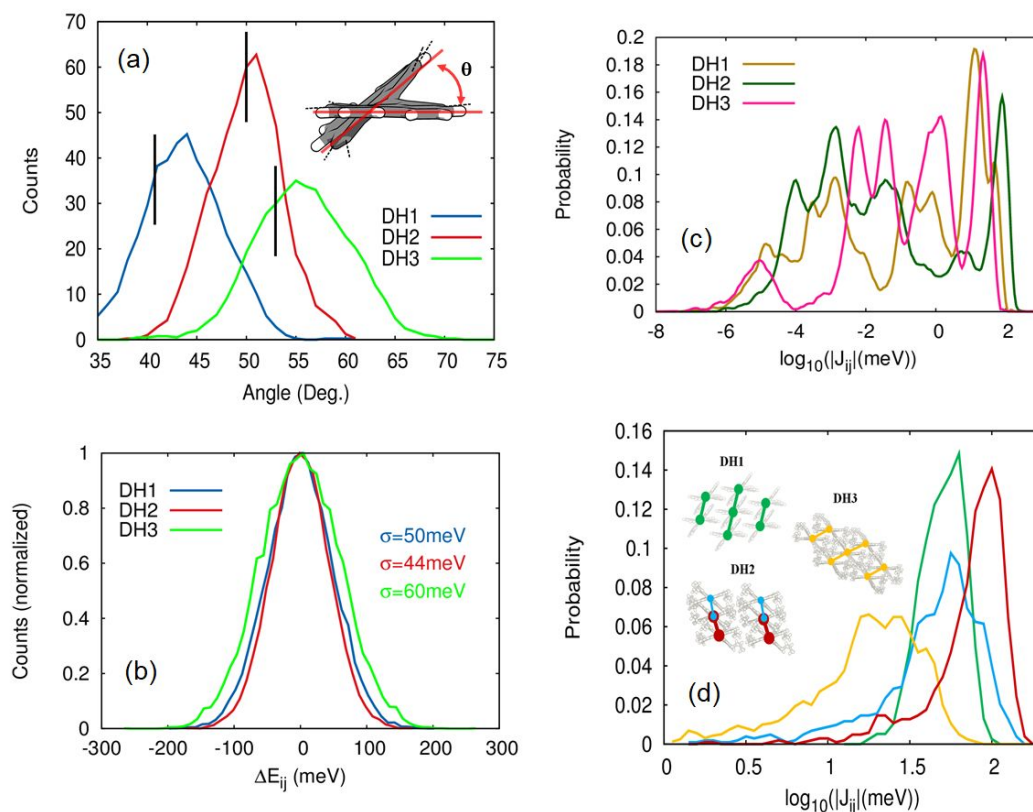 (a)
Counts
70
60
50
40
30
20
10
0
θ
DH1
DH2
DH3
35 45 50 55 65 75
Angle (Deg.)
(c)
Probability
0.2
0.18
0.16
0.14
0.12
0.1
0.08
0.06
0.04
0.02
0
DH1
DH2
DH3
-8 -6 -4 -2 0 2
log10(|Jij|(meV))
(b)
Counts (normalized)
1
0.8
0.6
0.4
0.2
0
DH1
DH2
DH3
σ=50meV
σ=44meV
σ=60meV
-300 -200 -100 0 100 200 300
ΔEij (meV)
(d)
Probability
0.16
0.14
0.12
0.1
0.08
0.06
0.04
0.02
0
DH1
DH3
DH2
0 0.5 1 1.5 2
log10(|Jij|(meV))